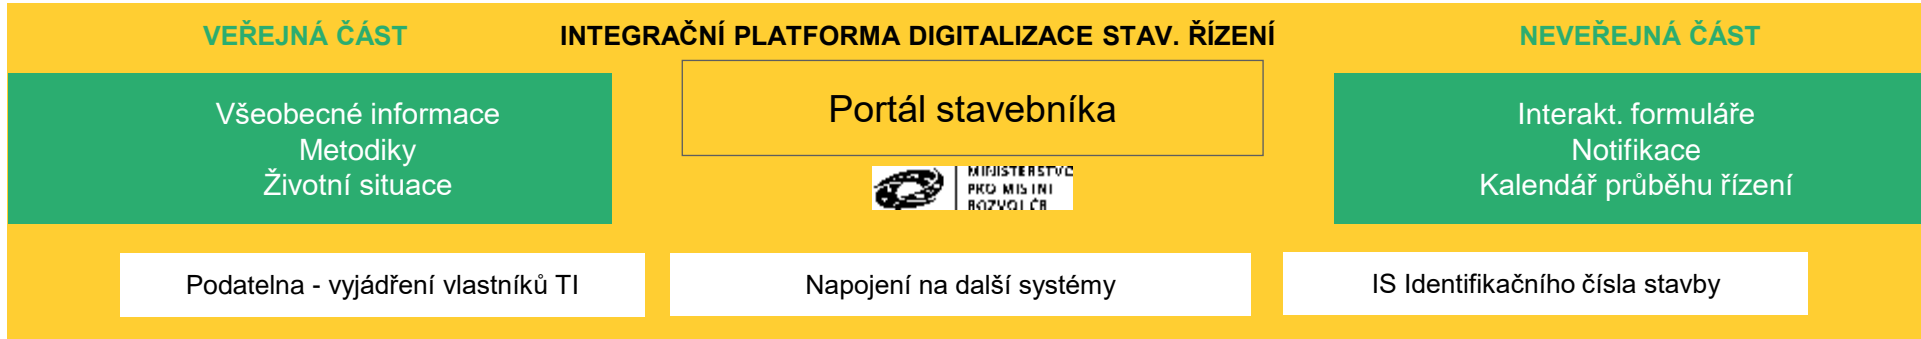 VEŘEJNÁ ČÁST
INTEGRAČNÍ PLATFORMA DIGITALIZACE STAV. ŘÍZENÍ
NEVEŘEJNÁ ČÁST
Všeobecné informace
Metodiky
Životní situace
Portál stavebníka
MINISTERSTVO
PRO MÍSTNÍ
ROZVOJ ČR
Interakt. formuláře
Notifikace
Kalendář průběhu řízení
Podatelna - vyjádření vlastníků TI
Napojení na další systémy
IS Identifikačního čísla stavby